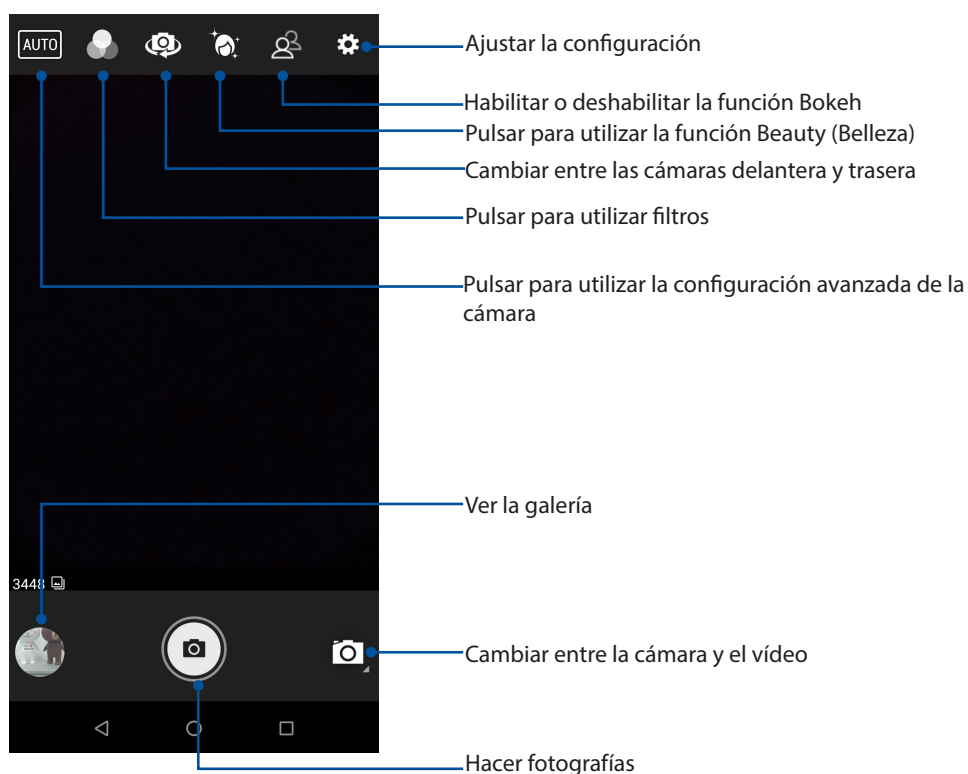 AUTO
Ajustar la configuración
Habilitar o deshabilitar la función Bokeh
Pulsar para utilizar la función Beauty (Belleza)
Cambiar entre las cámaras delantera y trasera
Pulsar para utilizar filtros
Pulsar para utilizar la configuración avanzada de la
cámara
Ver la galería
3448
Cambiar entre la cámara y el vídeo
Hacer fotografías